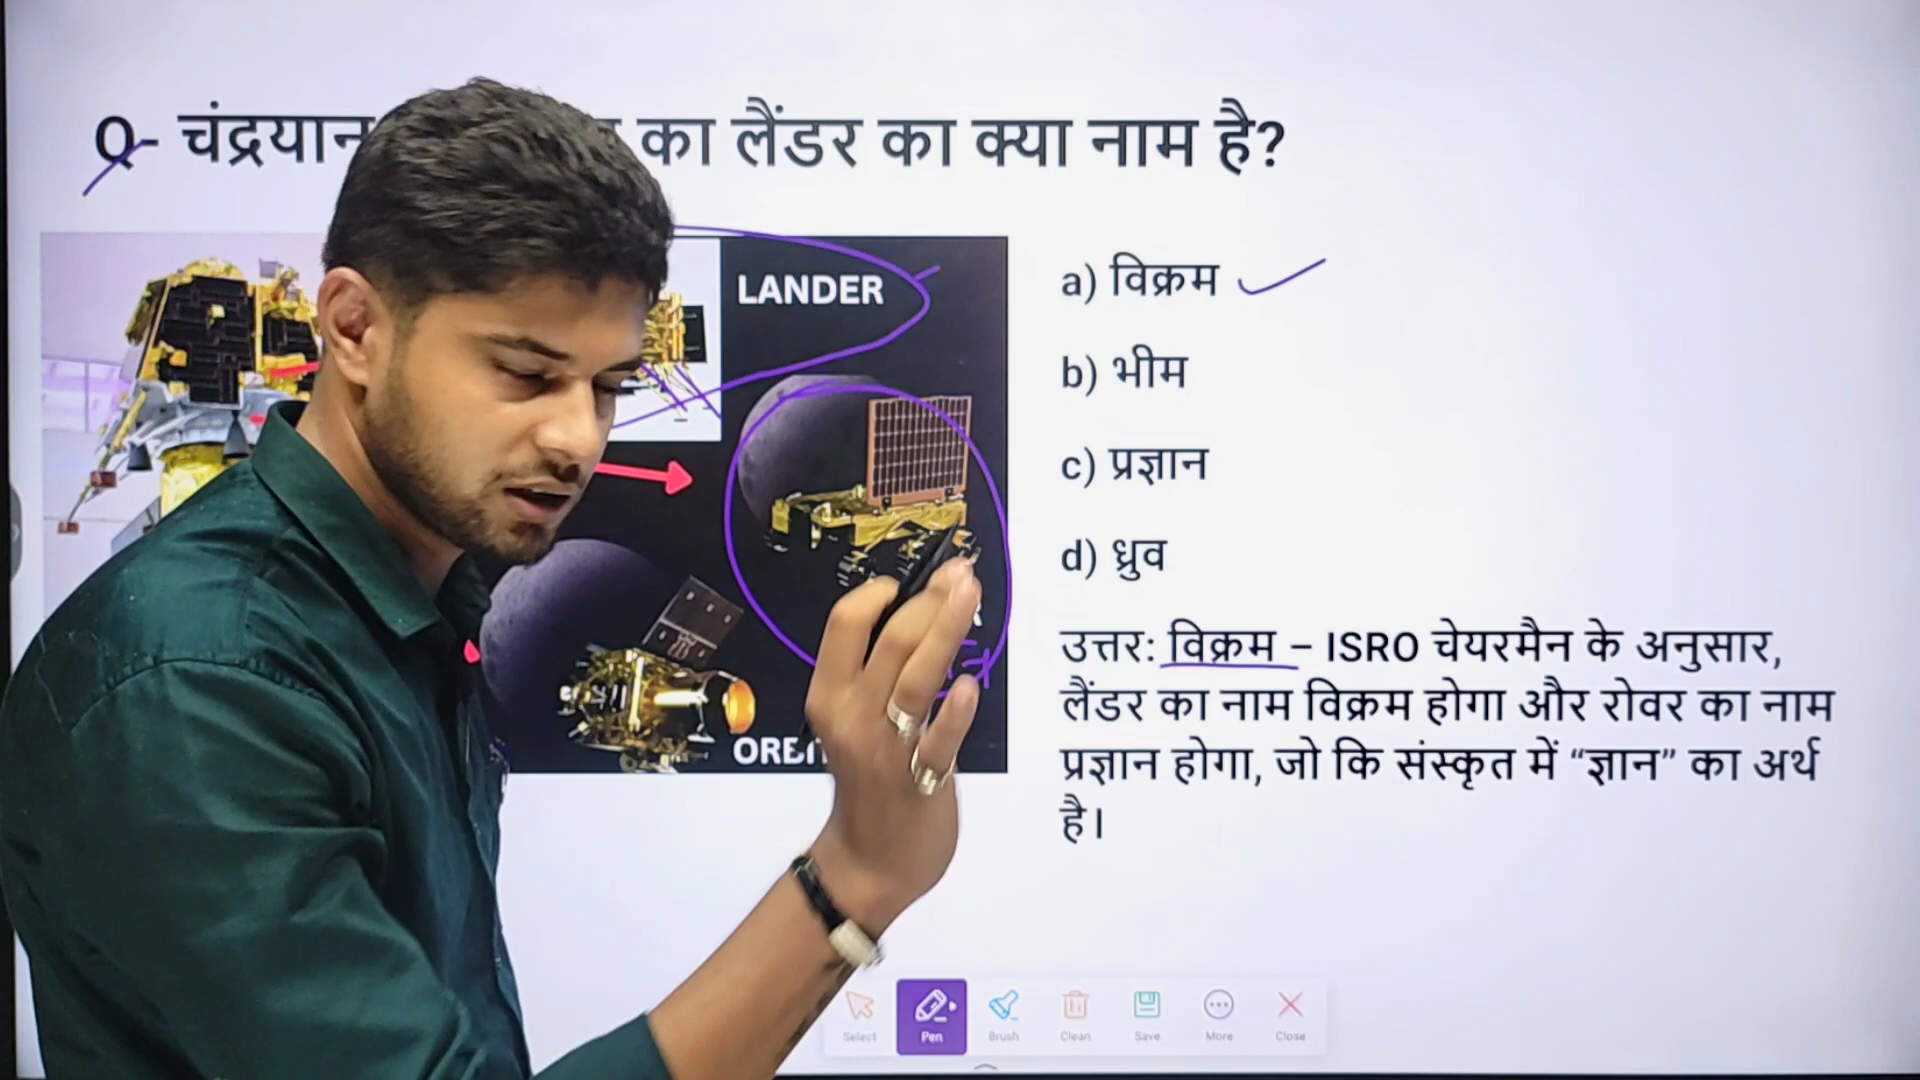 Q- चंद्रयान का लैंडर का क्या नाम है?
LANDER
a) विक्रम
b) भीम
c) प्रज्ञान
d) ध्रुव
उत्तर: विक्रम – ISRO चेयरमैन के अनुसार,
लैंडर का नाम विक्रम होगा और रोवर का नाम
प्रज्ञान होगा, जो कि संस्कृत में “ज्ञान” का अर्थ
है।
Select Pen Brush Clean Save More Close